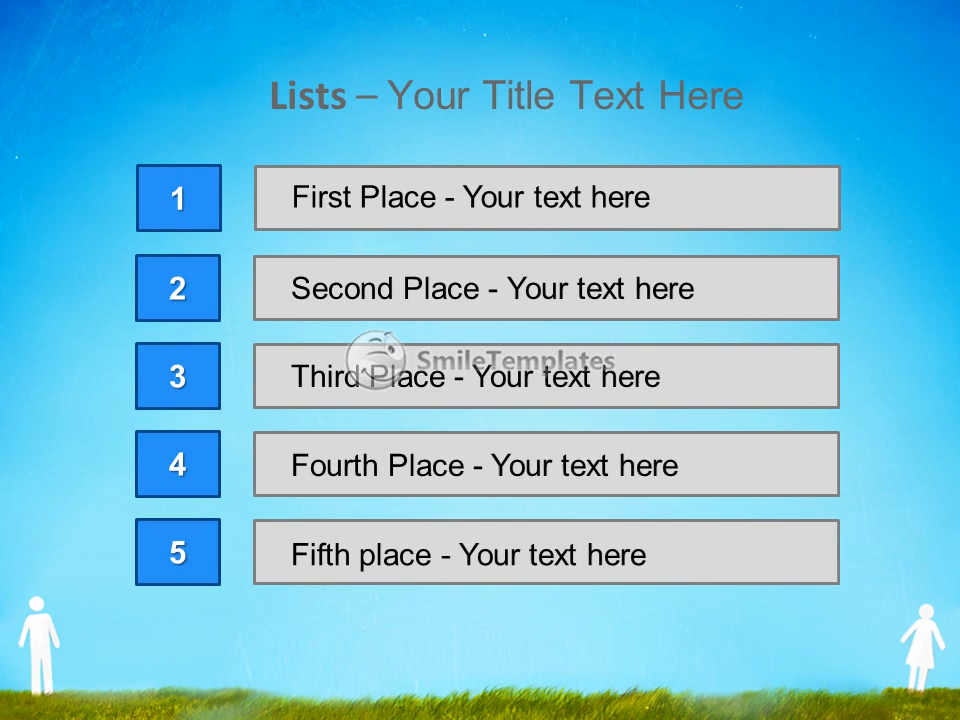 Lists – Your Title Text Here
1
First Place - Your text here
2
Second Place - Your text here
SmileTemplates
3
Third Place - Your text here
4
Fourth Place - Your text here
5
Fifth place - Your text here